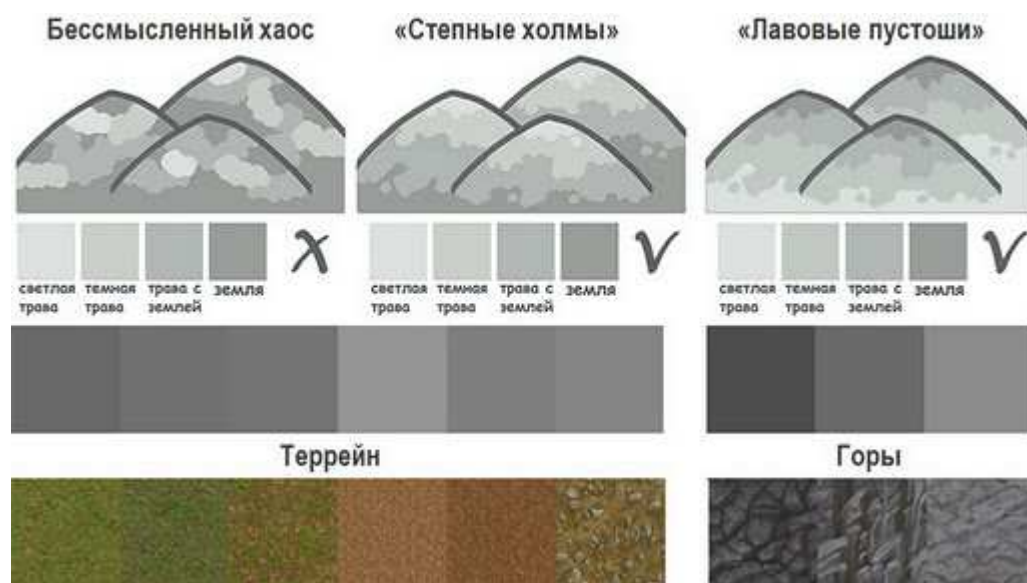 Бессмысленный хаос
«Степные холмы»
«Лавовые пустоши»
светлая трава
темная трава
трава с землей
земля
светлая трава
темная трава
трава с землей
земля
светлая трава
темная трава
трава с землей
земля
Террейн
Горы